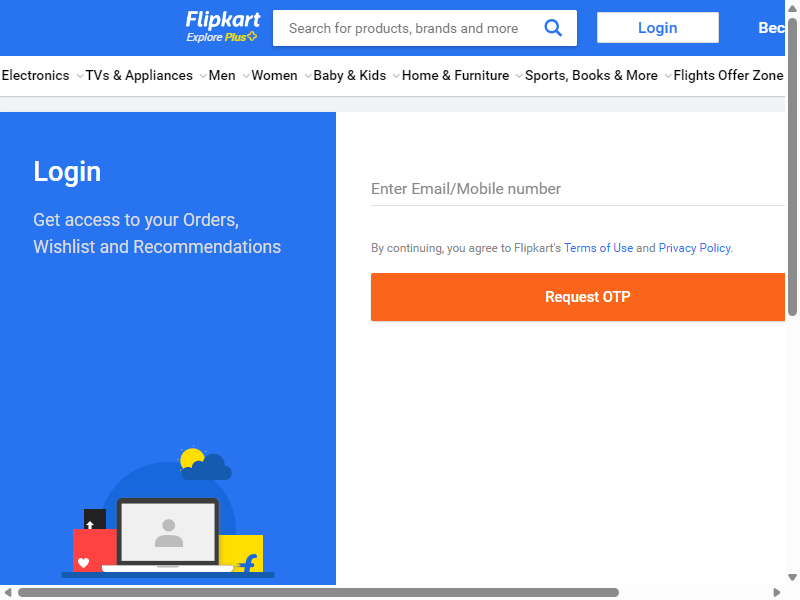 Flipkart
Explore Plus
Search for products, brands and more
Login
Bec
Electronics TVs & Appliances Men Women Baby & Kids Home & Furniture Sports, Books & More Flights Offer Zone
Login
Get access to your Orders,
Wishlist and Recommendations
Enter Email/Mobile number
By continuing, you agree to Flipkart's Terms of Use and Privacy Policy.
Request OTP